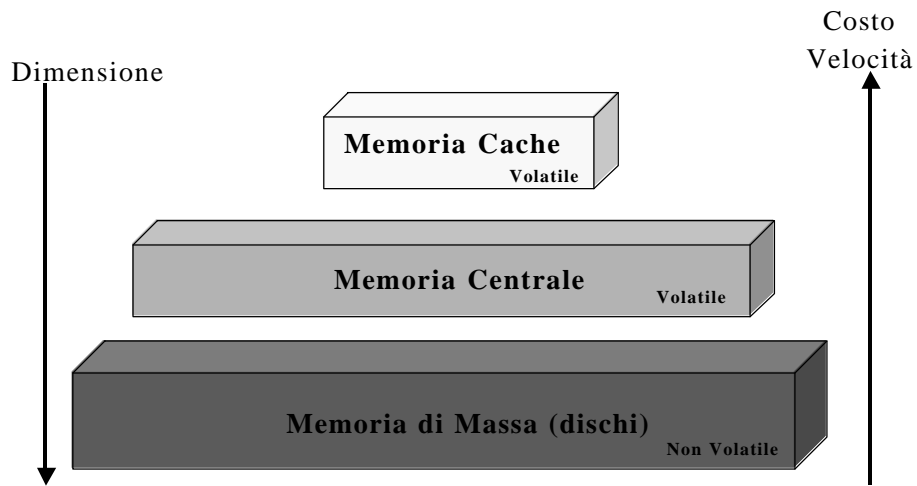 Costo
Velocità
Dimensione
Memoria Cache
Volatile
Memoria Centrale
Volatile
Memoria di Massa (dischi)
Non Volatile